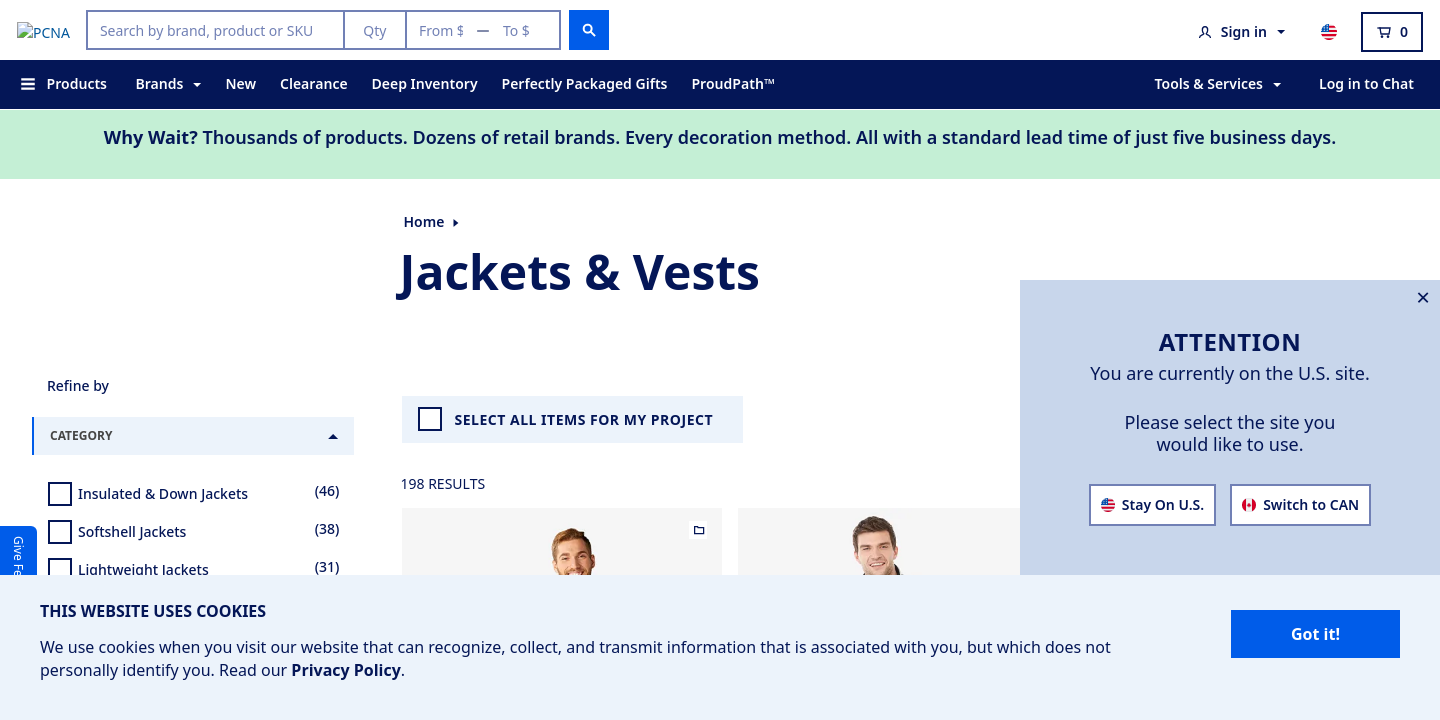 PCNA
Search by brand, product or SKU
Qty
From $ — To $
Sign in
0
Products
Brands
New
Clearance
Deep Inventory
Perfectly Packaged Gifts
ProudPath™
Tools & Services
Log in to Chat
Why Wait? Thousands of products. Dozens of retail brands. Every decoration method. All with a standard lead time of just five business days.
Home
Jackets & Vests
Refine by
CATEGORY
Insulated & Down Jackets (46)
Softshell Jackets (38)
Lightweight Jackets (31)
SELECT ALL ITEMS FOR MY PROJECT
198 RESULTS
ATTENTION
You are currently on the U.S. site.
Please select the site you
would like to use.
Stay On U.S.
Switch to CAN
Give
THIS WEBSITE USES COOKIES
We use cookies when you visit our website that can recognize, collect, and transmit information that is associated with you, but which does not
personally identify you. Read our Privacy Policy.
Got it!